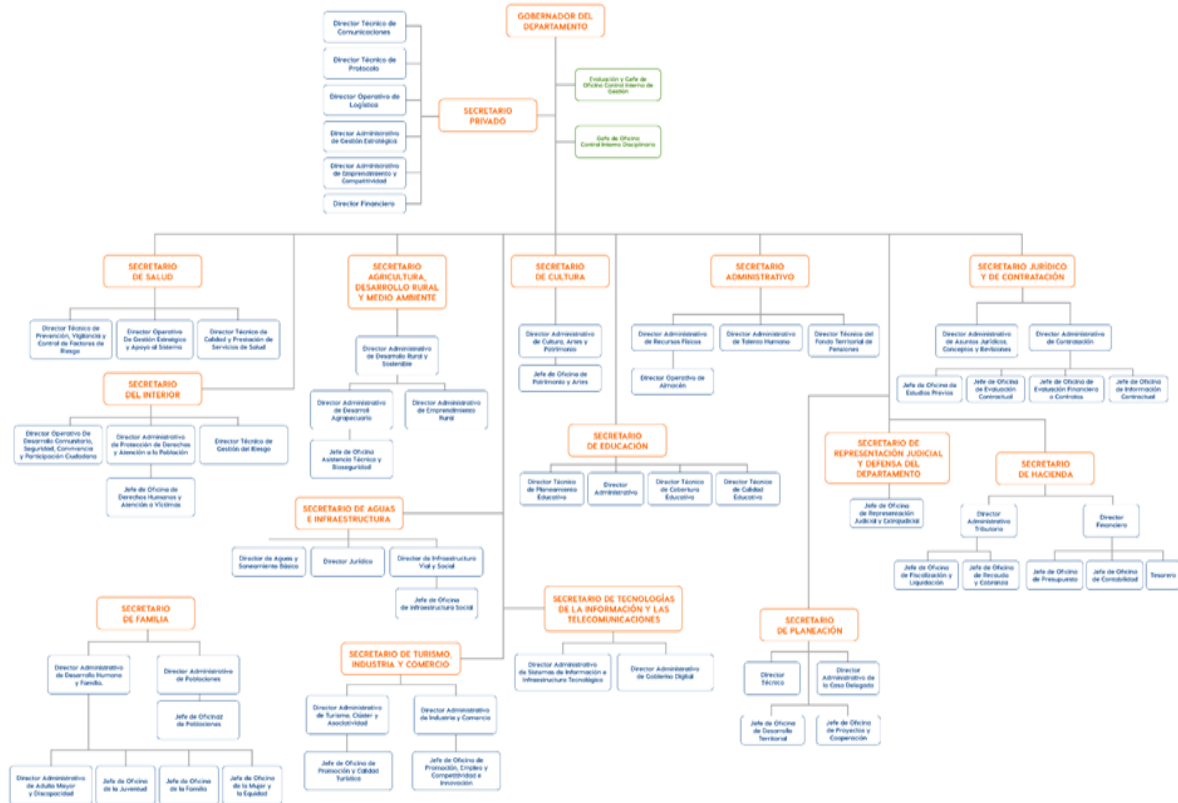 GOBERNADOR DEL
DEPARTAMENTO
Director Técnico de
Comunicaciones
Director Técnico de
Protocolo
Director Operativo de
Logística
Director Administrativo
de Gestión Estratégica
Director Administrativo
de Emprendimiento y
Competitividad
Director Financiero
SECRETARIO
PRIVADO
Evaluación y Gefe de
Oficina Control Interno de
Gestión
Gefe de Oficina
Control Interno Disciplinario
SECRETARIO
DE SALUD
Director Técnico de
Prevención, Vigilancia y
Control de Factores de
Riesgo
Director Operativo
De Gestión Estratégica
y Apoyo al Sistema
Director Técnico de
Calidad y Prestación de
Servicios de Salud
SECRETARIO
AGRICULTURA,
DESARROLLO RURAL
Y MEDIO AMBIENTE
Director Administrativo
de Desarrollo Rural y
Sostenible
Director Administrativo
de Desarroll
Agropecuario
Director Administrativo
de Emprendimiento
Rural
Jefe de Oficina
Asistencia Técnica y
Bioseguridad
SECRETARIO
DE CULTURA
Director Administrativo
de Cultura, Artes y
Patrimonio
Jefe de Oficina de
Patrimonio y Artes
SECRETARIO
ADMINISTRATIVO
Director Administrativo
de Recursos Físicos
Director Administrativo
de Talento Humano
Director Técnico del
Fondo Territorial de
Pensiones
Director Operativo de
Almacén
SECRETARIO JURÍDICO
Y DE CONTRATACIÓN
Director Administrativo
de Asuntos Jurídicos,
Conceptos y Revisiones
Director Administrativo
de Contratación
Jefe de Oficina de
Estudios Previos
Jefe de Oficina
de Evaluación
Contractual
Jefe de Oficina de
Evaluación Financiera
a Contratos
Jefe de Oficina
de Información
Contractual
SECRETARIO
DEL INTERIOR
Director Operativo De
Desarrollo Comunitario,
Seguridad, Convivencia
y Participación Ciudadana
Director Administrativo
de Protección de Derechos
y Atención a la Población
Director Técnico de
Gestión del Riesgo
Jefe de Oficina de
Derechos Humanos y
Atención a Víctimas
SECRETARIO
DE EDUCACIÓN
Director Técnico
de Planeamiento
Educativo
Director
Administrativo
Director Técnico
de Cobertura
Educativa
Director Técnico
de Calidad
Educativa
SECRETARIO DE
REPRESENTACIÓN JUDICIAL
Y DEFENSA DEL
DEPARTAMENTO
Jefe de Oficina
de Representación
Judicial y Extrajudicial
SECRETARIO
DE HACIENDA
Director
Administrativo
Tributario
Director
Financiero
Jefe de Oficina
de Fiscalización y
Liquidación
Jefe de Oficina
de Recaudo y
Cobranza
Jefe de Oficina
de Presupuesto
Jefe de Oficina
de Contabilidad
Tesorero
SECRETARIO DE AGUAS
E INFRAESTRUCTURA
Director de Aguas y
Saneamiento Básico
Director Jurídico
Director de Infraestructura
Vial y Social
Jefe de Oficina
de Infraestructura Social
SECRETARIO DE TECNOLOGÍAS
DE LA INFORMACIÓN Y LAS
TELECOMUNICACIONES
Director Administrativo
de Sistemas de Información e
Infraestructura Tecnológica
Director Administrativo
de Gobierno Digital
SECRETARIO
DE PLANEACIÓN
Director
Técnico
Director
Administrativo de
la Casa Delegada
Jefe de Oficina
de Desarrollo
Territorial
Jefe de Oficina
de Proyectos y
Cooperación
SECRETARIO
DE FAMILIA
Director Administrativo
de Desarrollo Humano
y Familia.
Director Administrativo
de Poblaciones
Jefe de Oficinaz
de Poblaciones
Director Administrativo
de Adulto Mayor
y Discapacidad
Jefe de Oficina
de la Juventud
Jefe de Oficina
de la Familia
Jefe de Oficina
de la Mujer y
la Equidad
SECRETARIO DE TURISMO,
INDUSTRIA Y COMERCIO
Director Administrativo
de Turismo, Clúster y
Asociatividad
Director Administrativo
de Industria y Comercio
Jefe de Oficina de
Promoción y Calidad
Turística
Jefe de Oficina de
Promoción, Empleo y
Competitividad e
Innovación